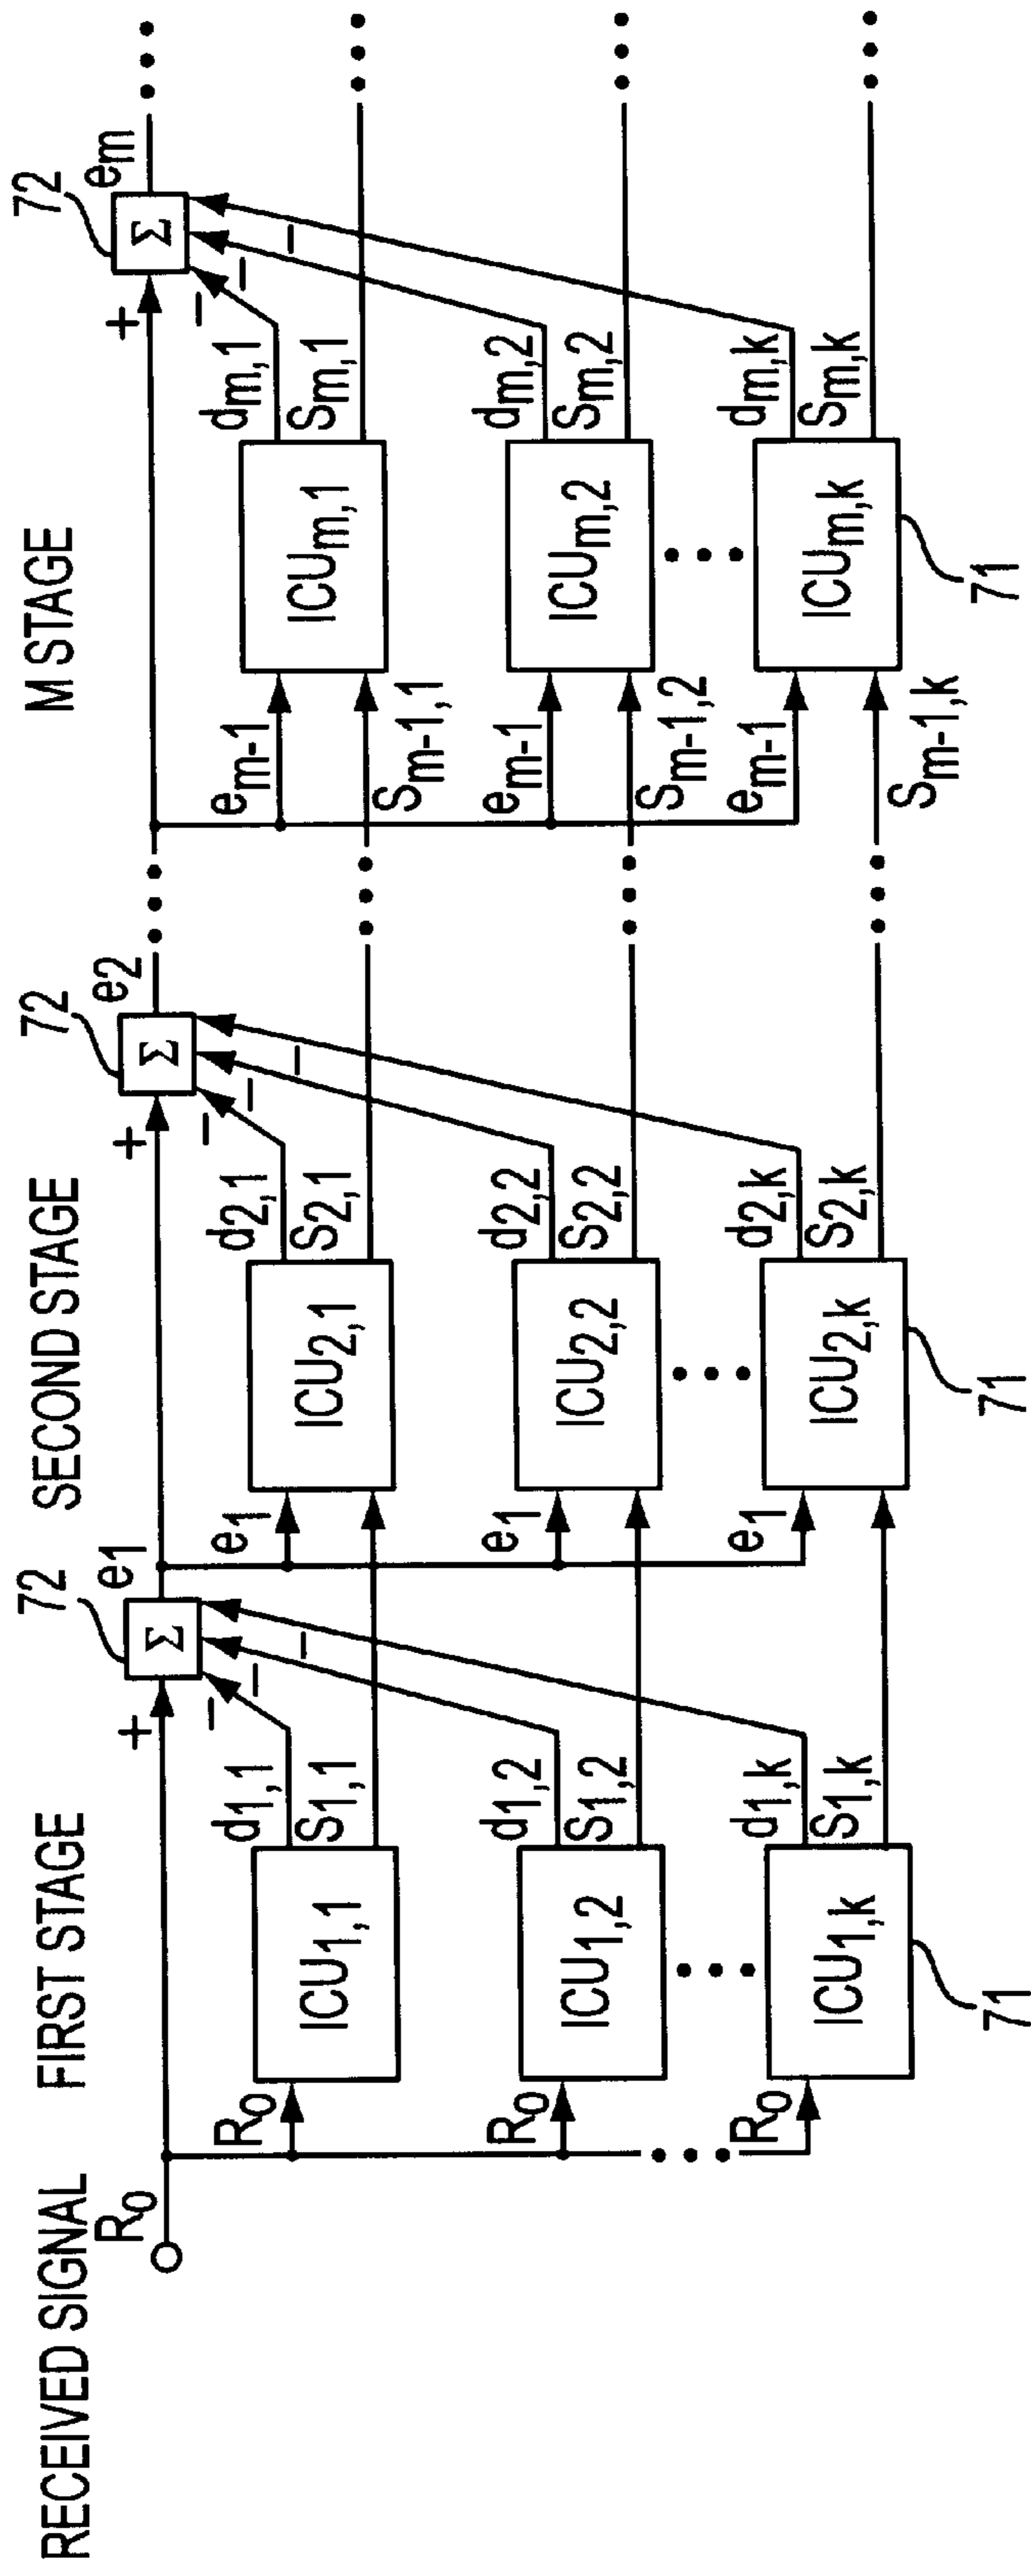 RECEIVED SIGNAL
R0
FIRST STAGE
SECOND STAGE
M STAGE
72
e1
72
e2
72
em
+
Σ
+
Σ
+
Σ
−
−
−
−
−
−
−
−
−
R0
ICU1,1
d1,1
S1,1
e1
ICU2,1
d2,1
S2,1
em-1
Sm-1,1
ICUm,1
dm,1
Sm,1
R0
ICU1,2
d1,2
S1,2
e1
ICU2,2
d2,2
S2,2
em-1
Sm-1,2
ICUm,2
dm,2
Sm,2
R0
ICU1,k
d1,k
S1,k
e1
ICU2,k
d2,k
S2,k
em-1
Sm-1,k
ICUm,k
dm,k
Sm,k
71
71
71